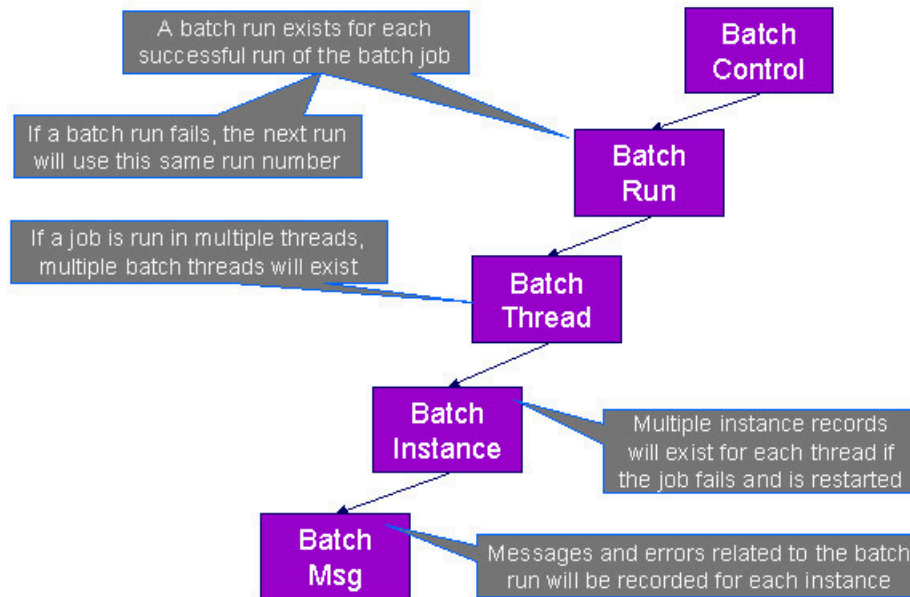 A batch run exists for each
successful run of the batch job
Batch
Control
If a batch run fails, the next run
will use this same run number
Batch
Run
If a job is run in multiple threads,
multiple batch threads will exist
Batch
Thread
Batch
Instance
Multiple instance records
will exist for each thread if
the job fails and is restarted
Batch
Msg
Messages and errors related to the batch
run will be recorded for each instance